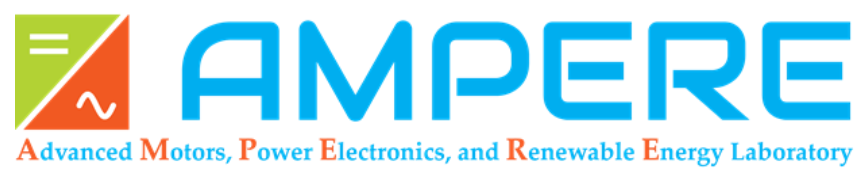 AMPERE
Advanced Motors, Power Electronics, and Renewable Energy Laboratory